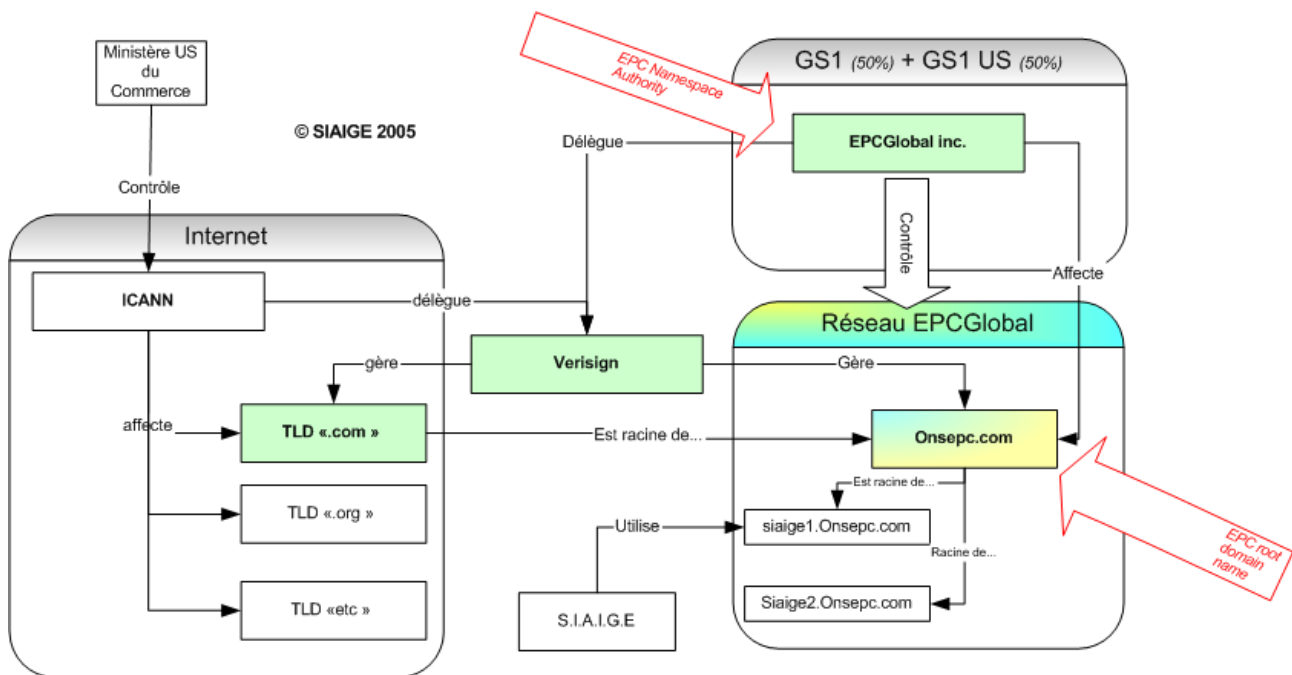 Ministère US
du
Commerce
© SIAIGE 2005
Contrôle
EPC Namespace
Authority
GS1 (50%) + GS1 US (50%)
EPCGlobal inc.
Délègue
Contrôle
Affecte
Internet
ICANN
délègue
Verisign
gère
Gère
Réseau EPCGlobal
affecte
TLD «.com »
Est racine de...
Onsepc.com
Est racine de...
TLD «.org »
Utilise
siaige1.Onsepc.com
Racine de...
EPC root
domain
name
TLD «etc »
S.I.A.I.G.E
Siaige2.Onsepc.com